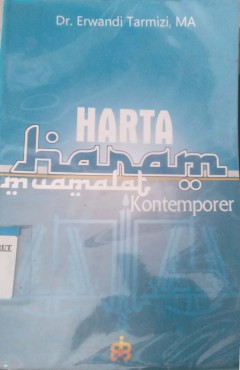 Dr. Erwandi Tarmizi, MA
HARTA
haram
muamalat
Kontemporer